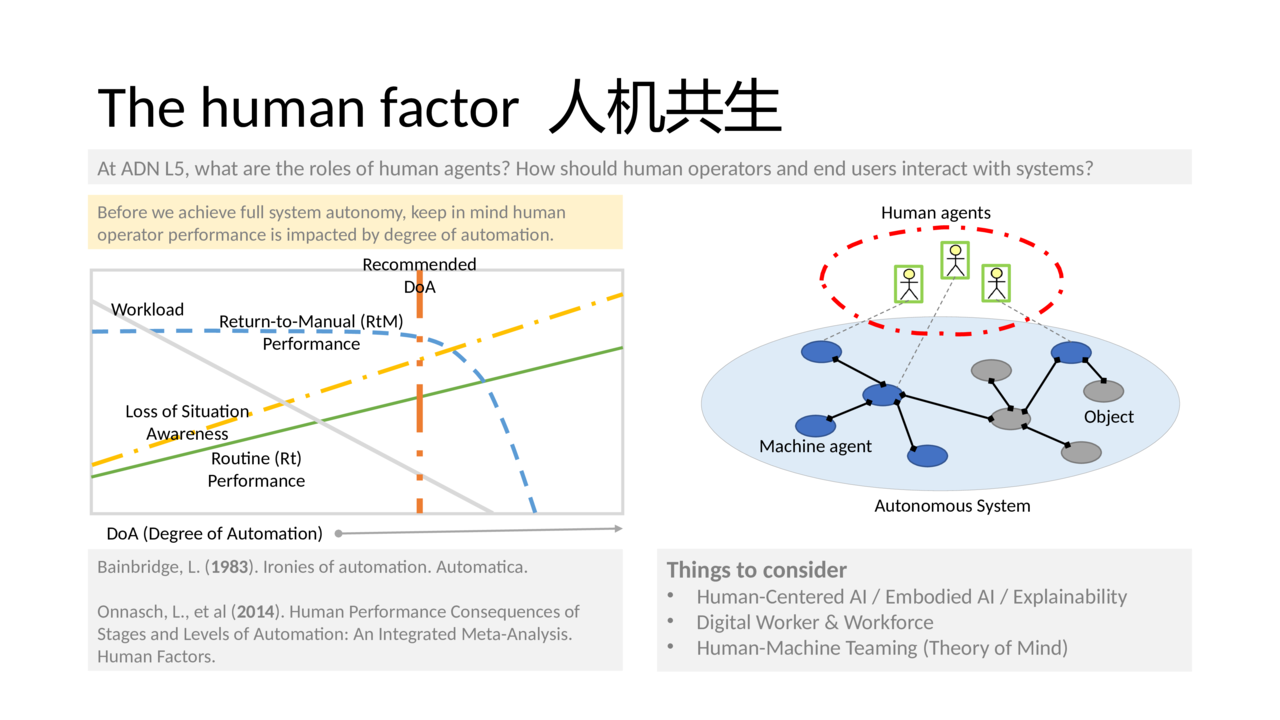 The human factor 人机共生
At ADN L5, what are the roles of human agents? How should human operators and end users interact with systems?
Before we achieve full system autonomy, keep in mind human
operator performance is impacted by degree of automation.
Recommended
DoA
Workload
Return-to-Manual (RtM)
Performance
Loss of Situation
Awareness
Routine (Rt)
Performance
DoA (Degree of Automation)
Bainbridge, L. (1983). Ironies of automation. Automatica.
Onnasch, L., et al (2014). Human Performance Consequences of
Stages and Levels of Automation: An Integrated Meta-Analysis.
Human Factors.
Human agents
Object
Machine agent
Autonomous System
Things to consider
• Human-Centered AI / Embodied AI / Explainability
• Digital Worker & Workforce
• Human-Machine Teaming (Theory of Mind)